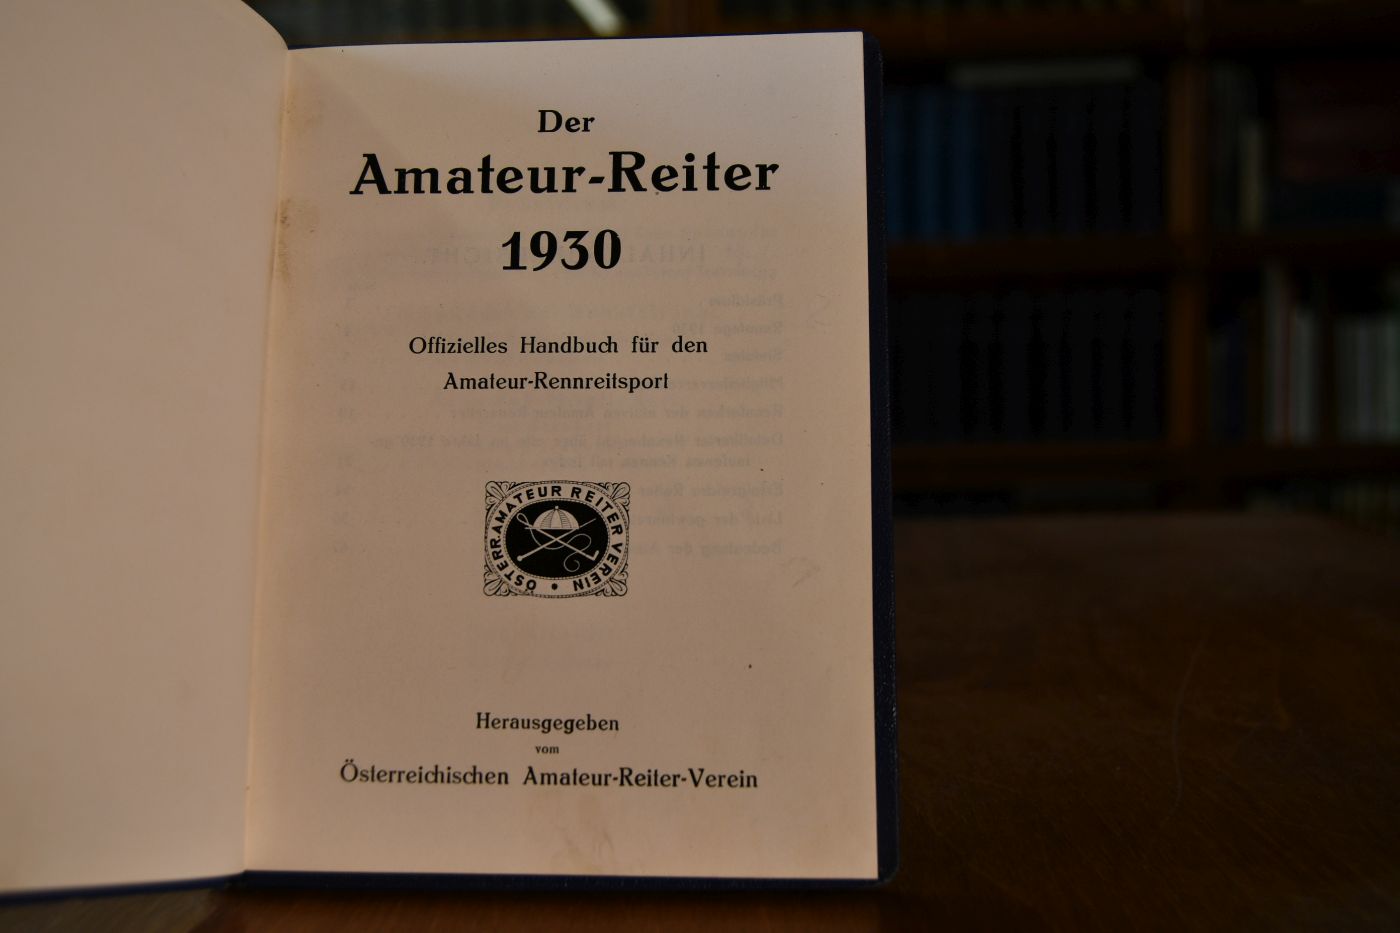 Der
Amateur-Reiter
1930
Offizielles Handbuch für den
Amateur-Rennreitsport
ÖSTERR. AMATEUR REITER VEREIN
Herausgegeben
vom
Österreichischen Amateur-Reiter-Verein